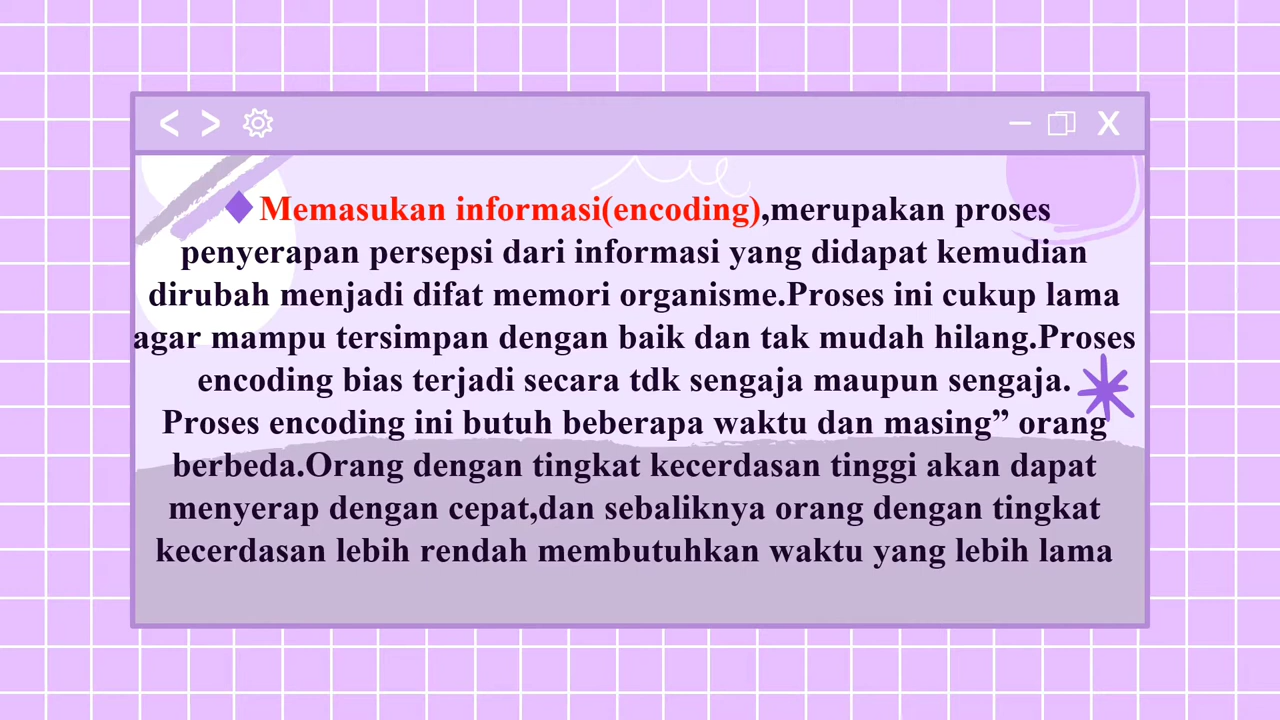 Memasukan informasi(encoding),merupakan proses
penyerapan persepsi dari informasi yang didapat kemudian
dirubah menjadi difat memori organisme.Proses ini cukup lama
agar mampu tersimpan dengan baik dan tak mudah hilang.Proses
encoding bias terjadi secara tdk sengaja maupun sengaja.
Proses encoding ini butuh beberapa waktu dan masing” orang
berbeda.Orang dengan tingkat kecerdasan tinggi akan dapat
menyerap dengan cepat,dan sebaliknya orang dengan tingkat
kecerdasan lebih rendah membutuhkan waktu yang lebih lama